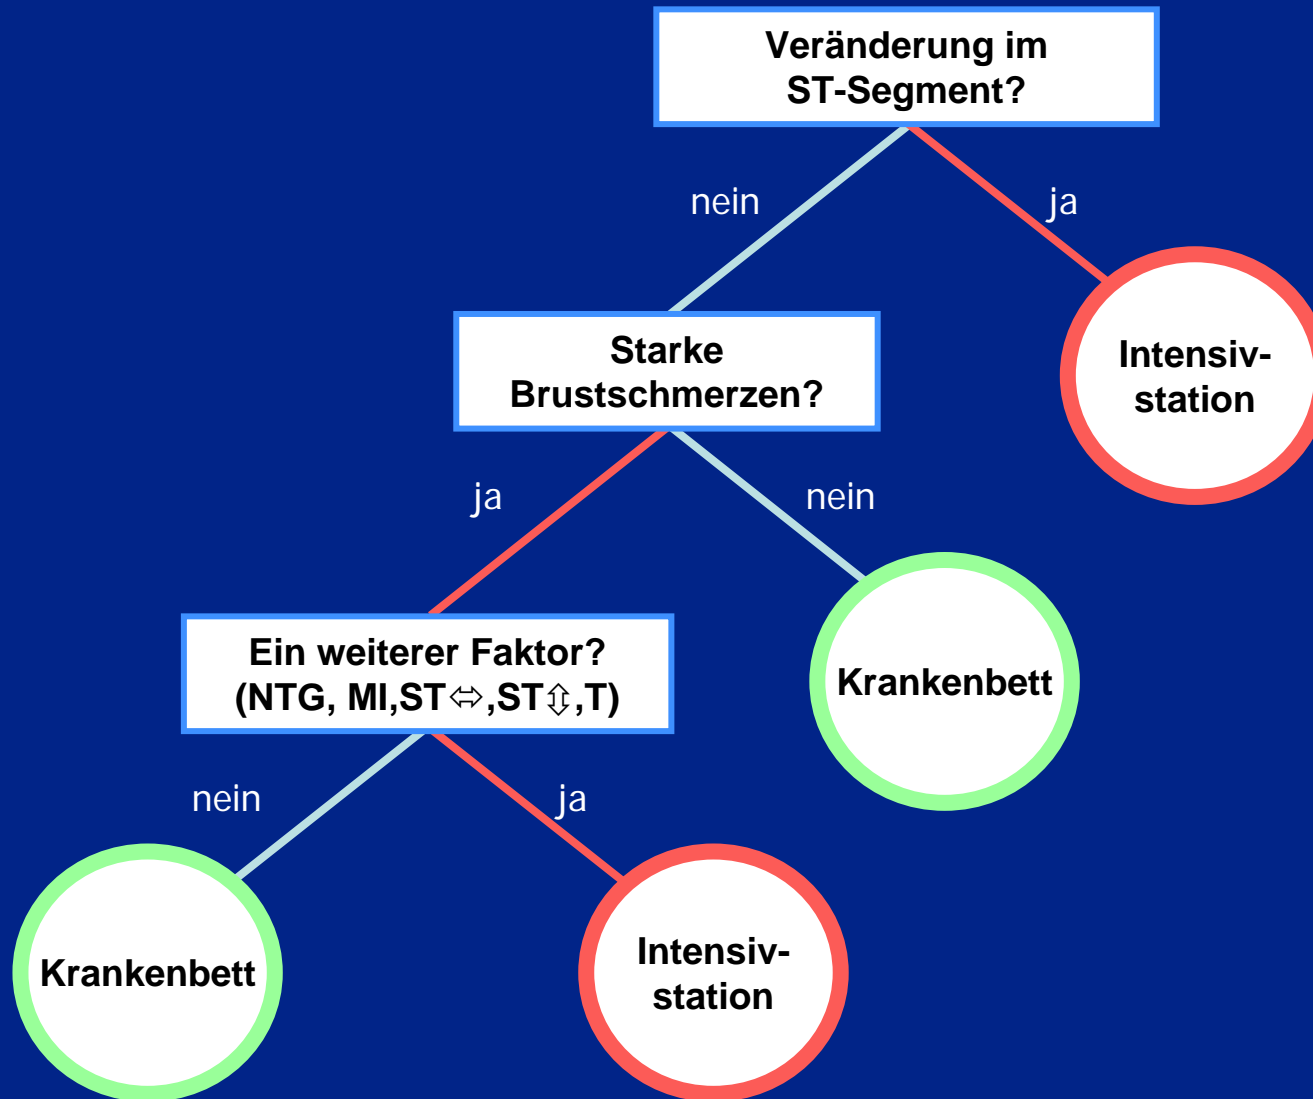 Veränderung im
ST-Segment?
nein
ja
Intensiv-
station
Starke
Brustschmerzen?
ja
nein
Krankenbett
Ein weiterer Faktor?
(NTG, MI,ST⬄,ST⇳,T)
nein
ja
Krankenbett
Intensiv-
station